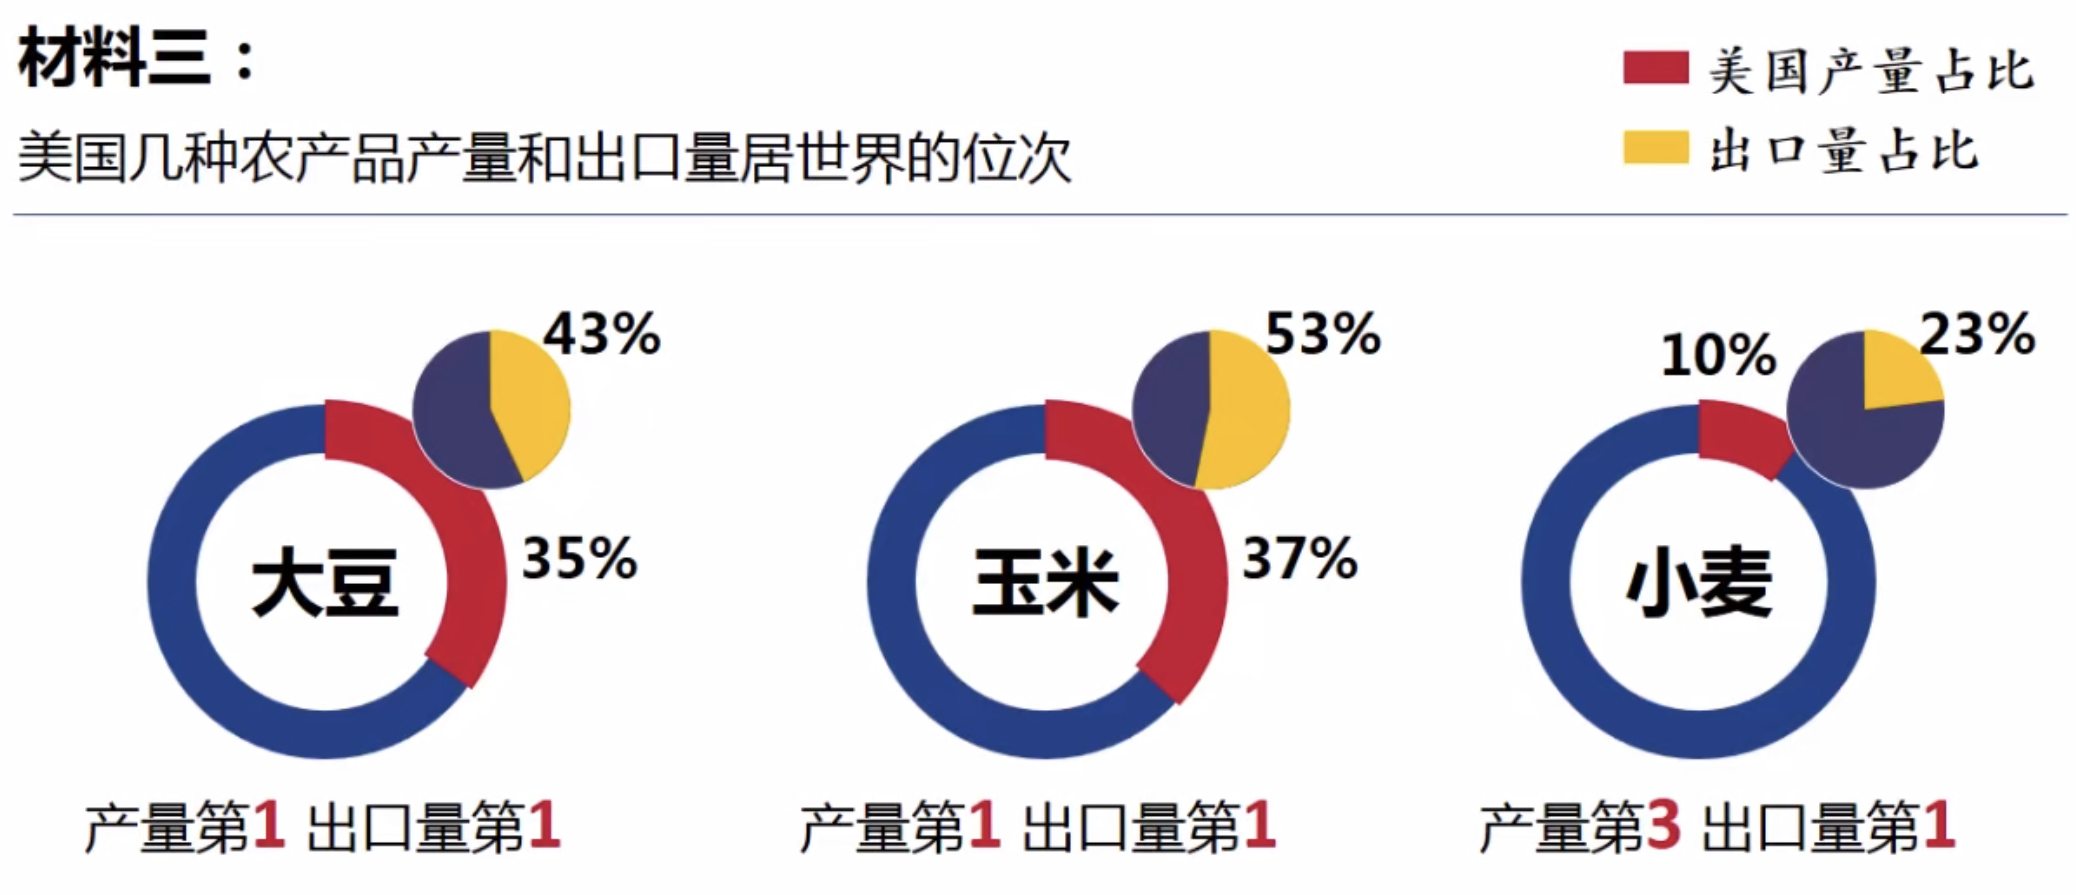 材料三：
美国几种农产品产量和出口量居世界的位次
美国产量占比
出口量占比
43%
35%
大豆
产量第1 出口量第1
53%
37%
玉米
产量第1 出口量第1
10%
23%
小麦
产量第3 出口量第1